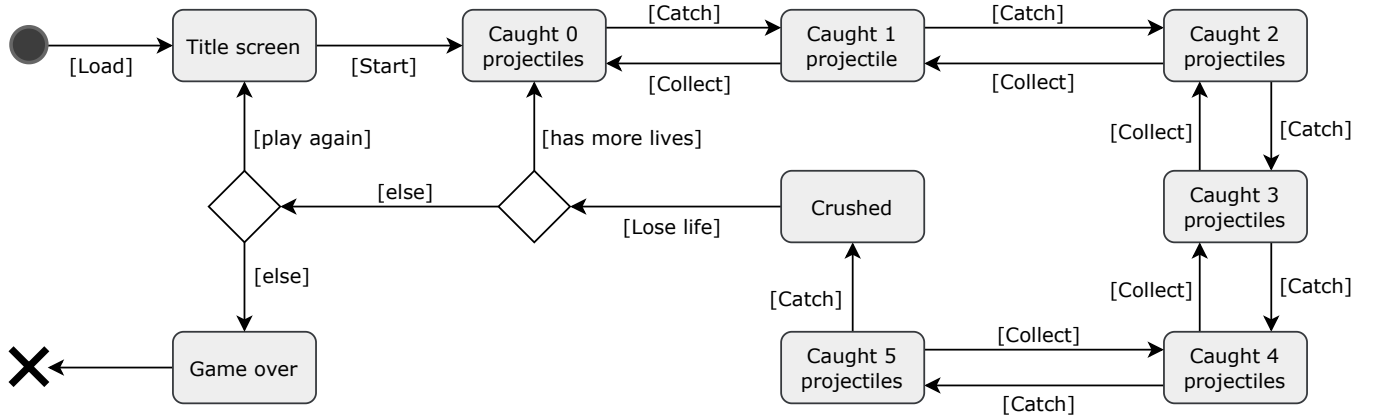 [Catch]
[Catch]
Title screen
Caught 0
projectiles
Caught 1
projectile
Caught 2
projectiles
[Load]
[Start]
[Collect]
[Collect]
[play again]
[has more lives]
[Collect]
[Catch]
[else]
[Lose life]
Crushed
Caught 3
projectiles
[else]
[Catch]
[Collect]
[Catch]
Game over
Caught 5
projectiles
[Collect]
[Catch]
Caught 4
projectiles